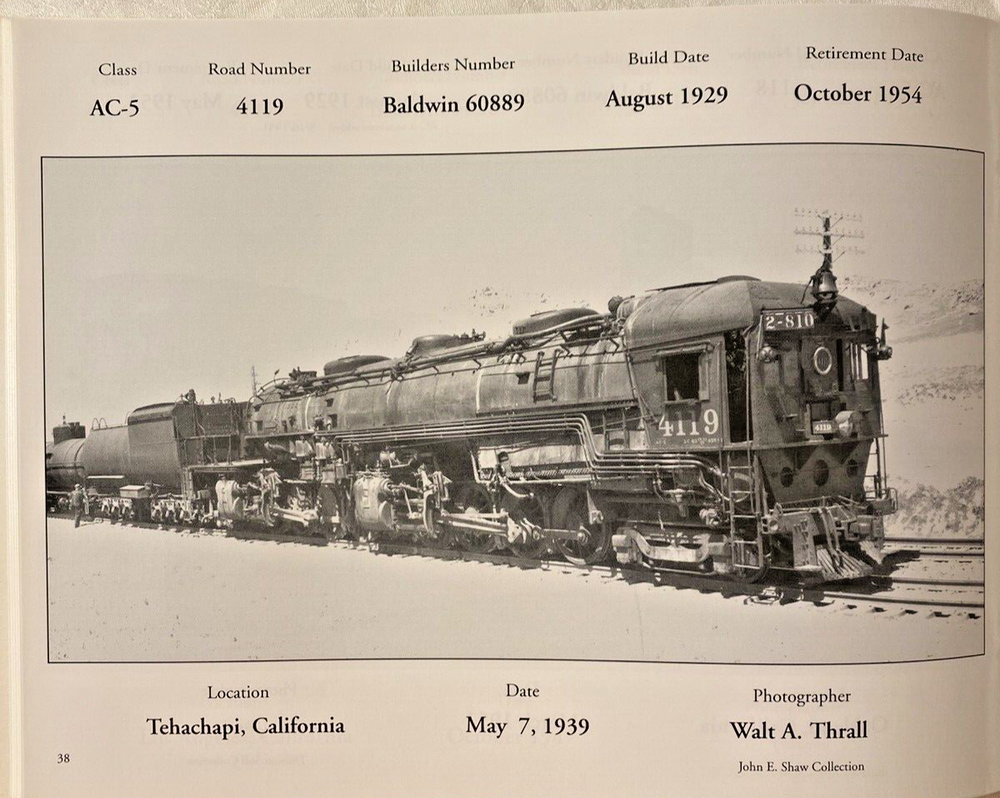 Class
Road Number
Builders Number
Build Date
Retirement Date
AC-5
4119
Baldwin 60889
August 1929
October 1954
2-810
4119
4119
Location
Date
Photographer
Tehachapi, California
May 7, 1939
Walt A. Thrall
John E. Shaw Collection
38